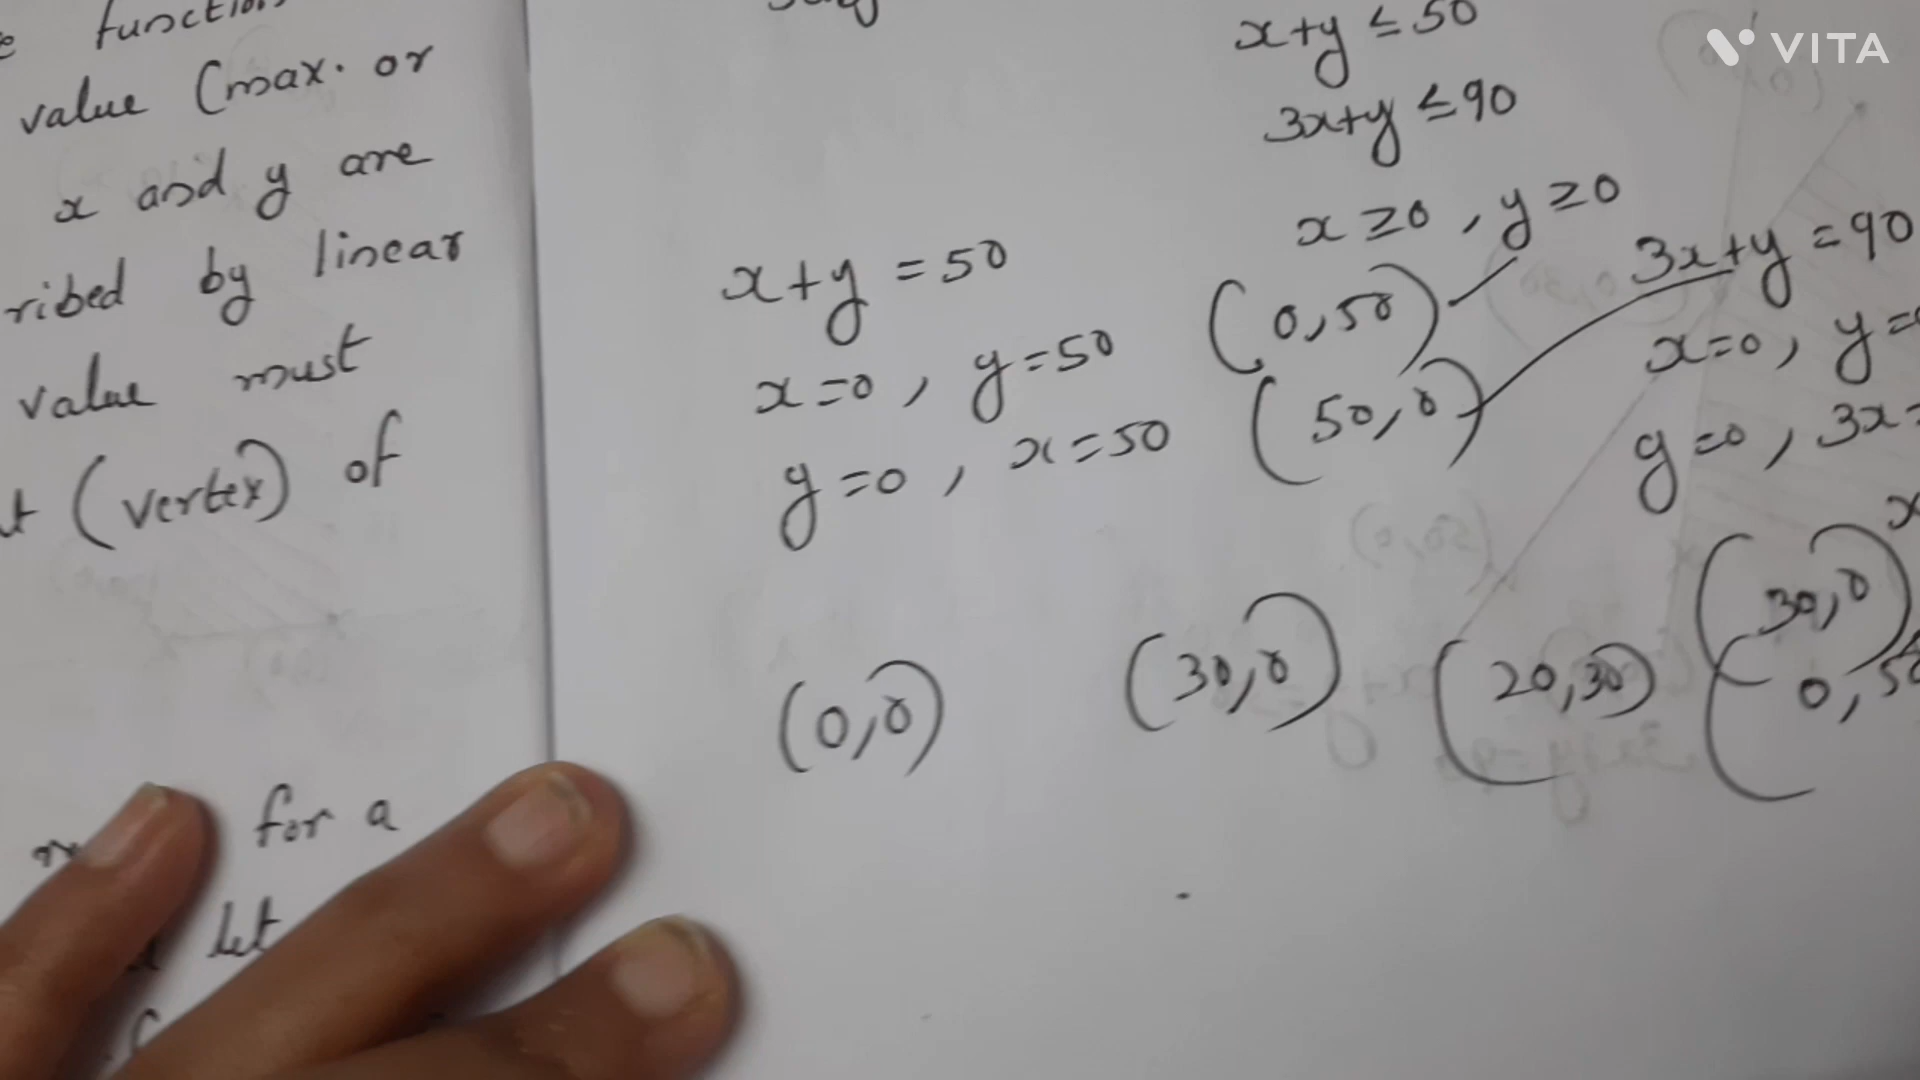 function
value (max. or
x and y are
ribed by linear
value must
(vertex) of
for a
let
x+y ≤ 50
3x+y ≤ 90
x ≥ 0, y ≥ 0
x+y = 50
x=0, y=50 (0,50)
y=0, x=50 (50,0)
3x+y = 90
x=0, y=
y=0, 3x=
x
(30,0)
(0,0) (30,0) (20,30) (0,50
VITA